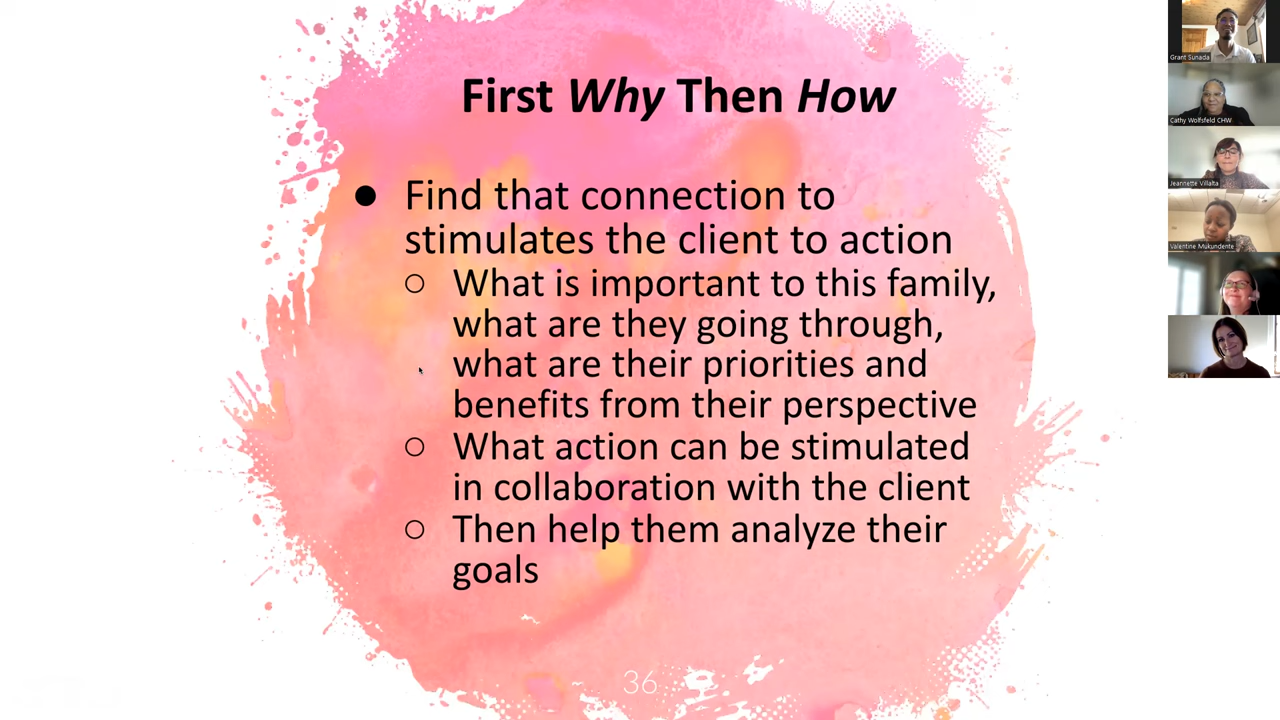 First Why Then How
● Find that connection to
stimulates the client to action
○ What is important to this family,
what are they going through,
what are their priorities and
benefits from their perspective
○ What action can be stimulated
in collaboration with the client
○ Then help them analyze their
goals
36
Grant Sunada
Cathy Wolfsfeld CHW
Jeannette Villalta
Valentine Mukundente